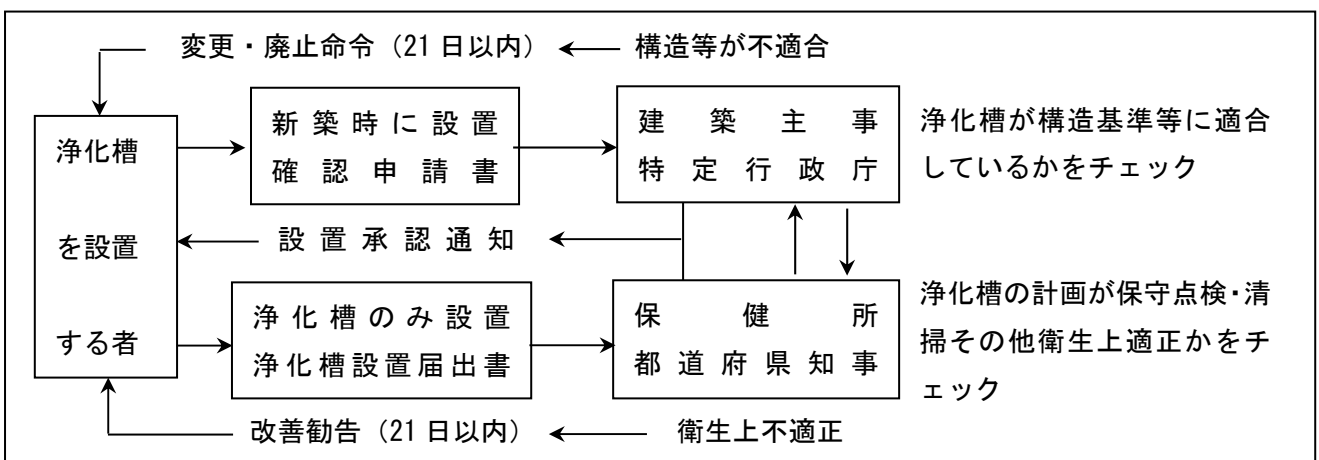 変更・廃止命令（21日以内） 構造等が不適合
浄化槽
を設置
する者
新築時に設置
確認申請書
建築主事
特定行政庁
浄化槽が構造基準等に適合
しているかをチェック
設置承認通知
浄化槽のみ設置
浄化槽設置届出書
保健所
都道府県知事
浄化槽の計画が保守点検・清
掃その他衛生上適正かをチ
ェック
改善勧告（21日以内） 衛生上不適正